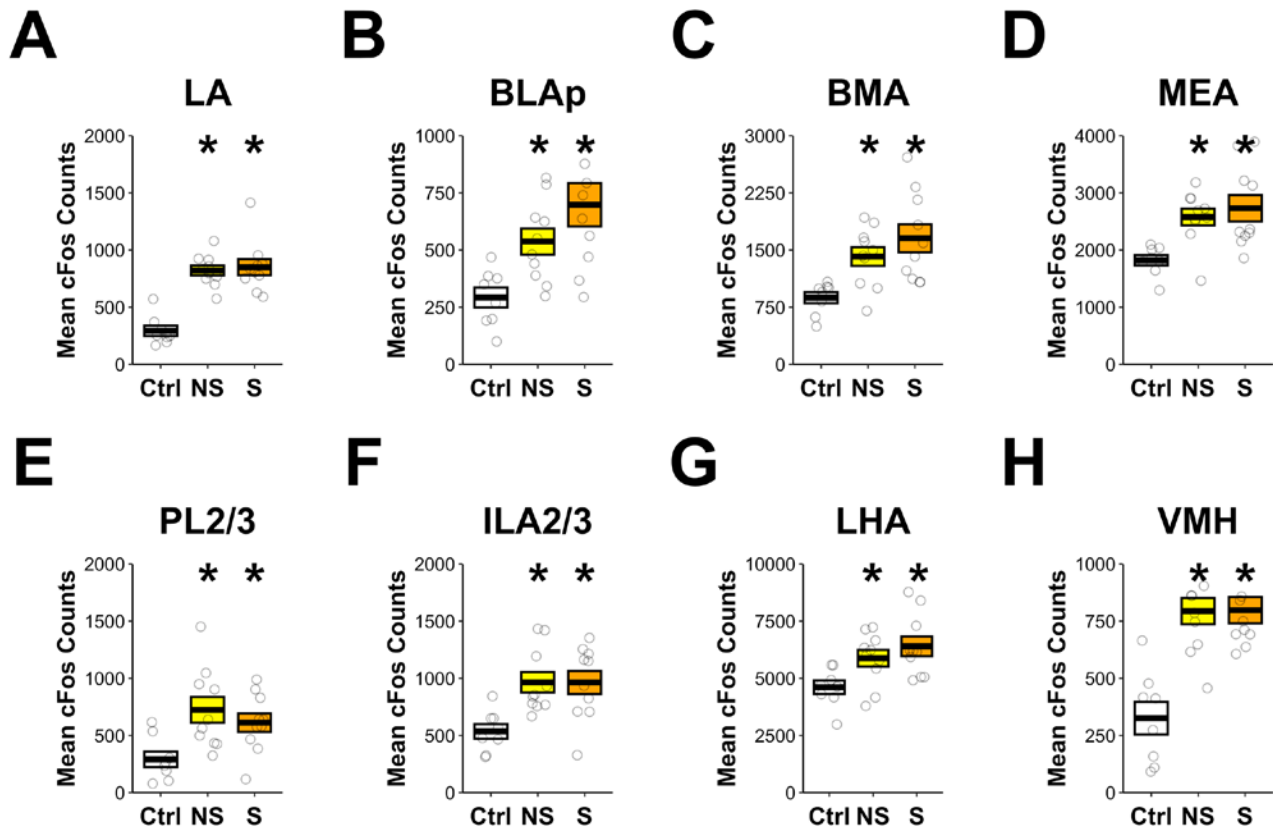 A B C D
LA BLAp BMA MEA
Mean cFos Counts
2000
1500
1000
500
0
* *
Ctrl NS S
Mean cFos Counts
1000
750
500
250
0
* *
Ctrl NS S
Mean cFos Counts
3000
2250
1500
750
0
* *
Ctrl NS S
Mean cFos Counts
4000
3000
2000
1000
0
* *
Ctrl NS S
E F G H
PL2/3 ILA2/3 LHA VMH
Mean cFos Counts
2000
1500
1000
500
0
* *
Ctrl NS S
Mean cFos Counts
2000
1500
1000
500
0
* *
Ctrl NS S
Mean cFos Counts
10000
7500
5000
2500
0
* *
Ctrl NS S
Mean cFos Counts
1000
750
500
250
0
* *
Ctrl NS S